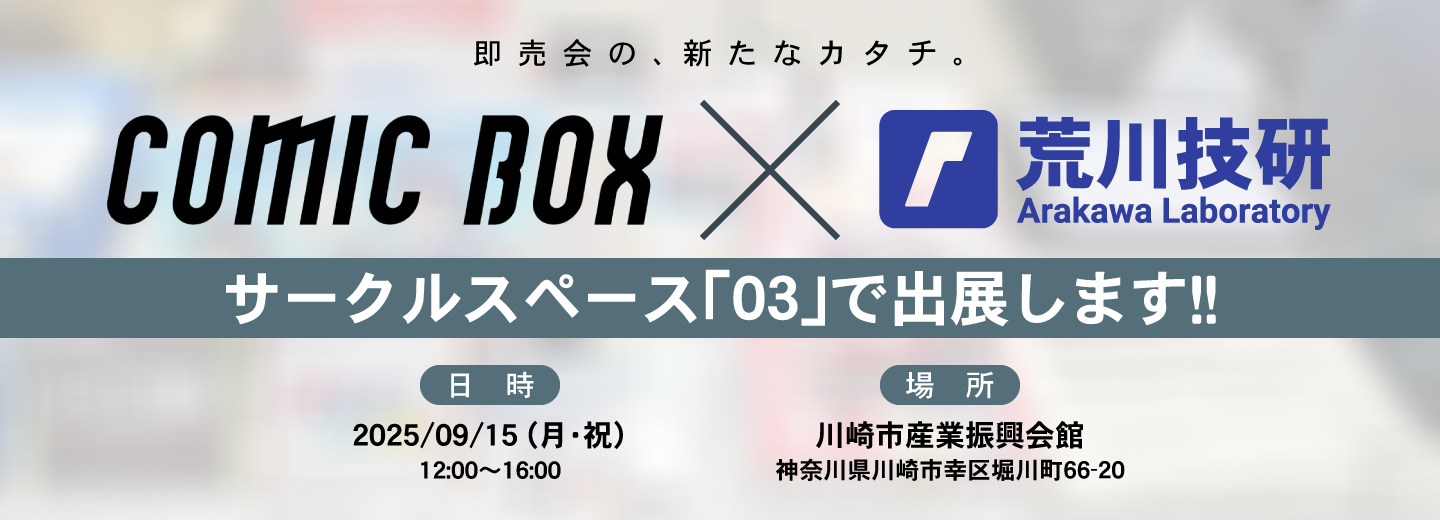 即売会の、新たなカタチ。
COMIC BOX
荒川技研
Arakawa Laboratory
サークルスペース「03」で出展します!!
日 時
2025/09/15（月・祝）
12:00～16:00
場 所
川崎市産業振興会館
神奈川県川崎市幸区堀川町66-20